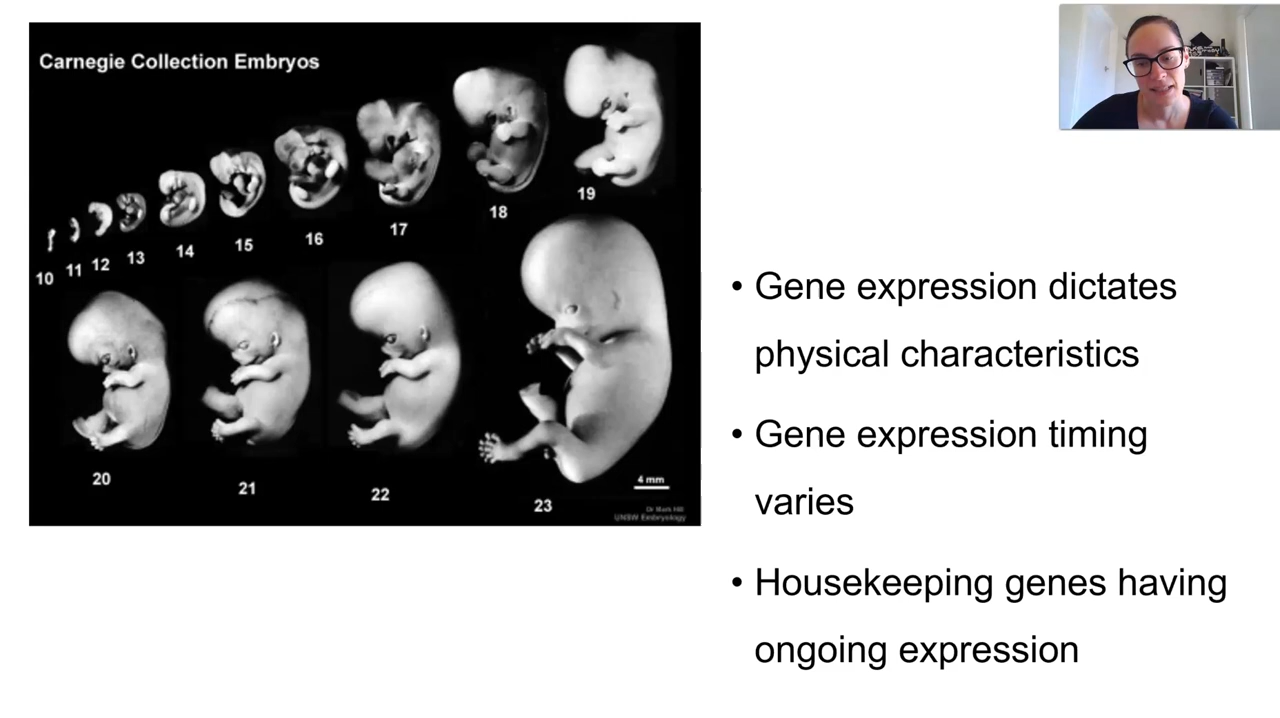 Carnegie Collection Embryos
10
11
12
13
14
15
16
17
18
19
20
21
22
23
4 mm
Dr Mark Hill
UNSW Embryology
• Gene expression dictates
physical characteristics
• Gene expression timing
varies
• Housekeeping genes having
ongoing expression